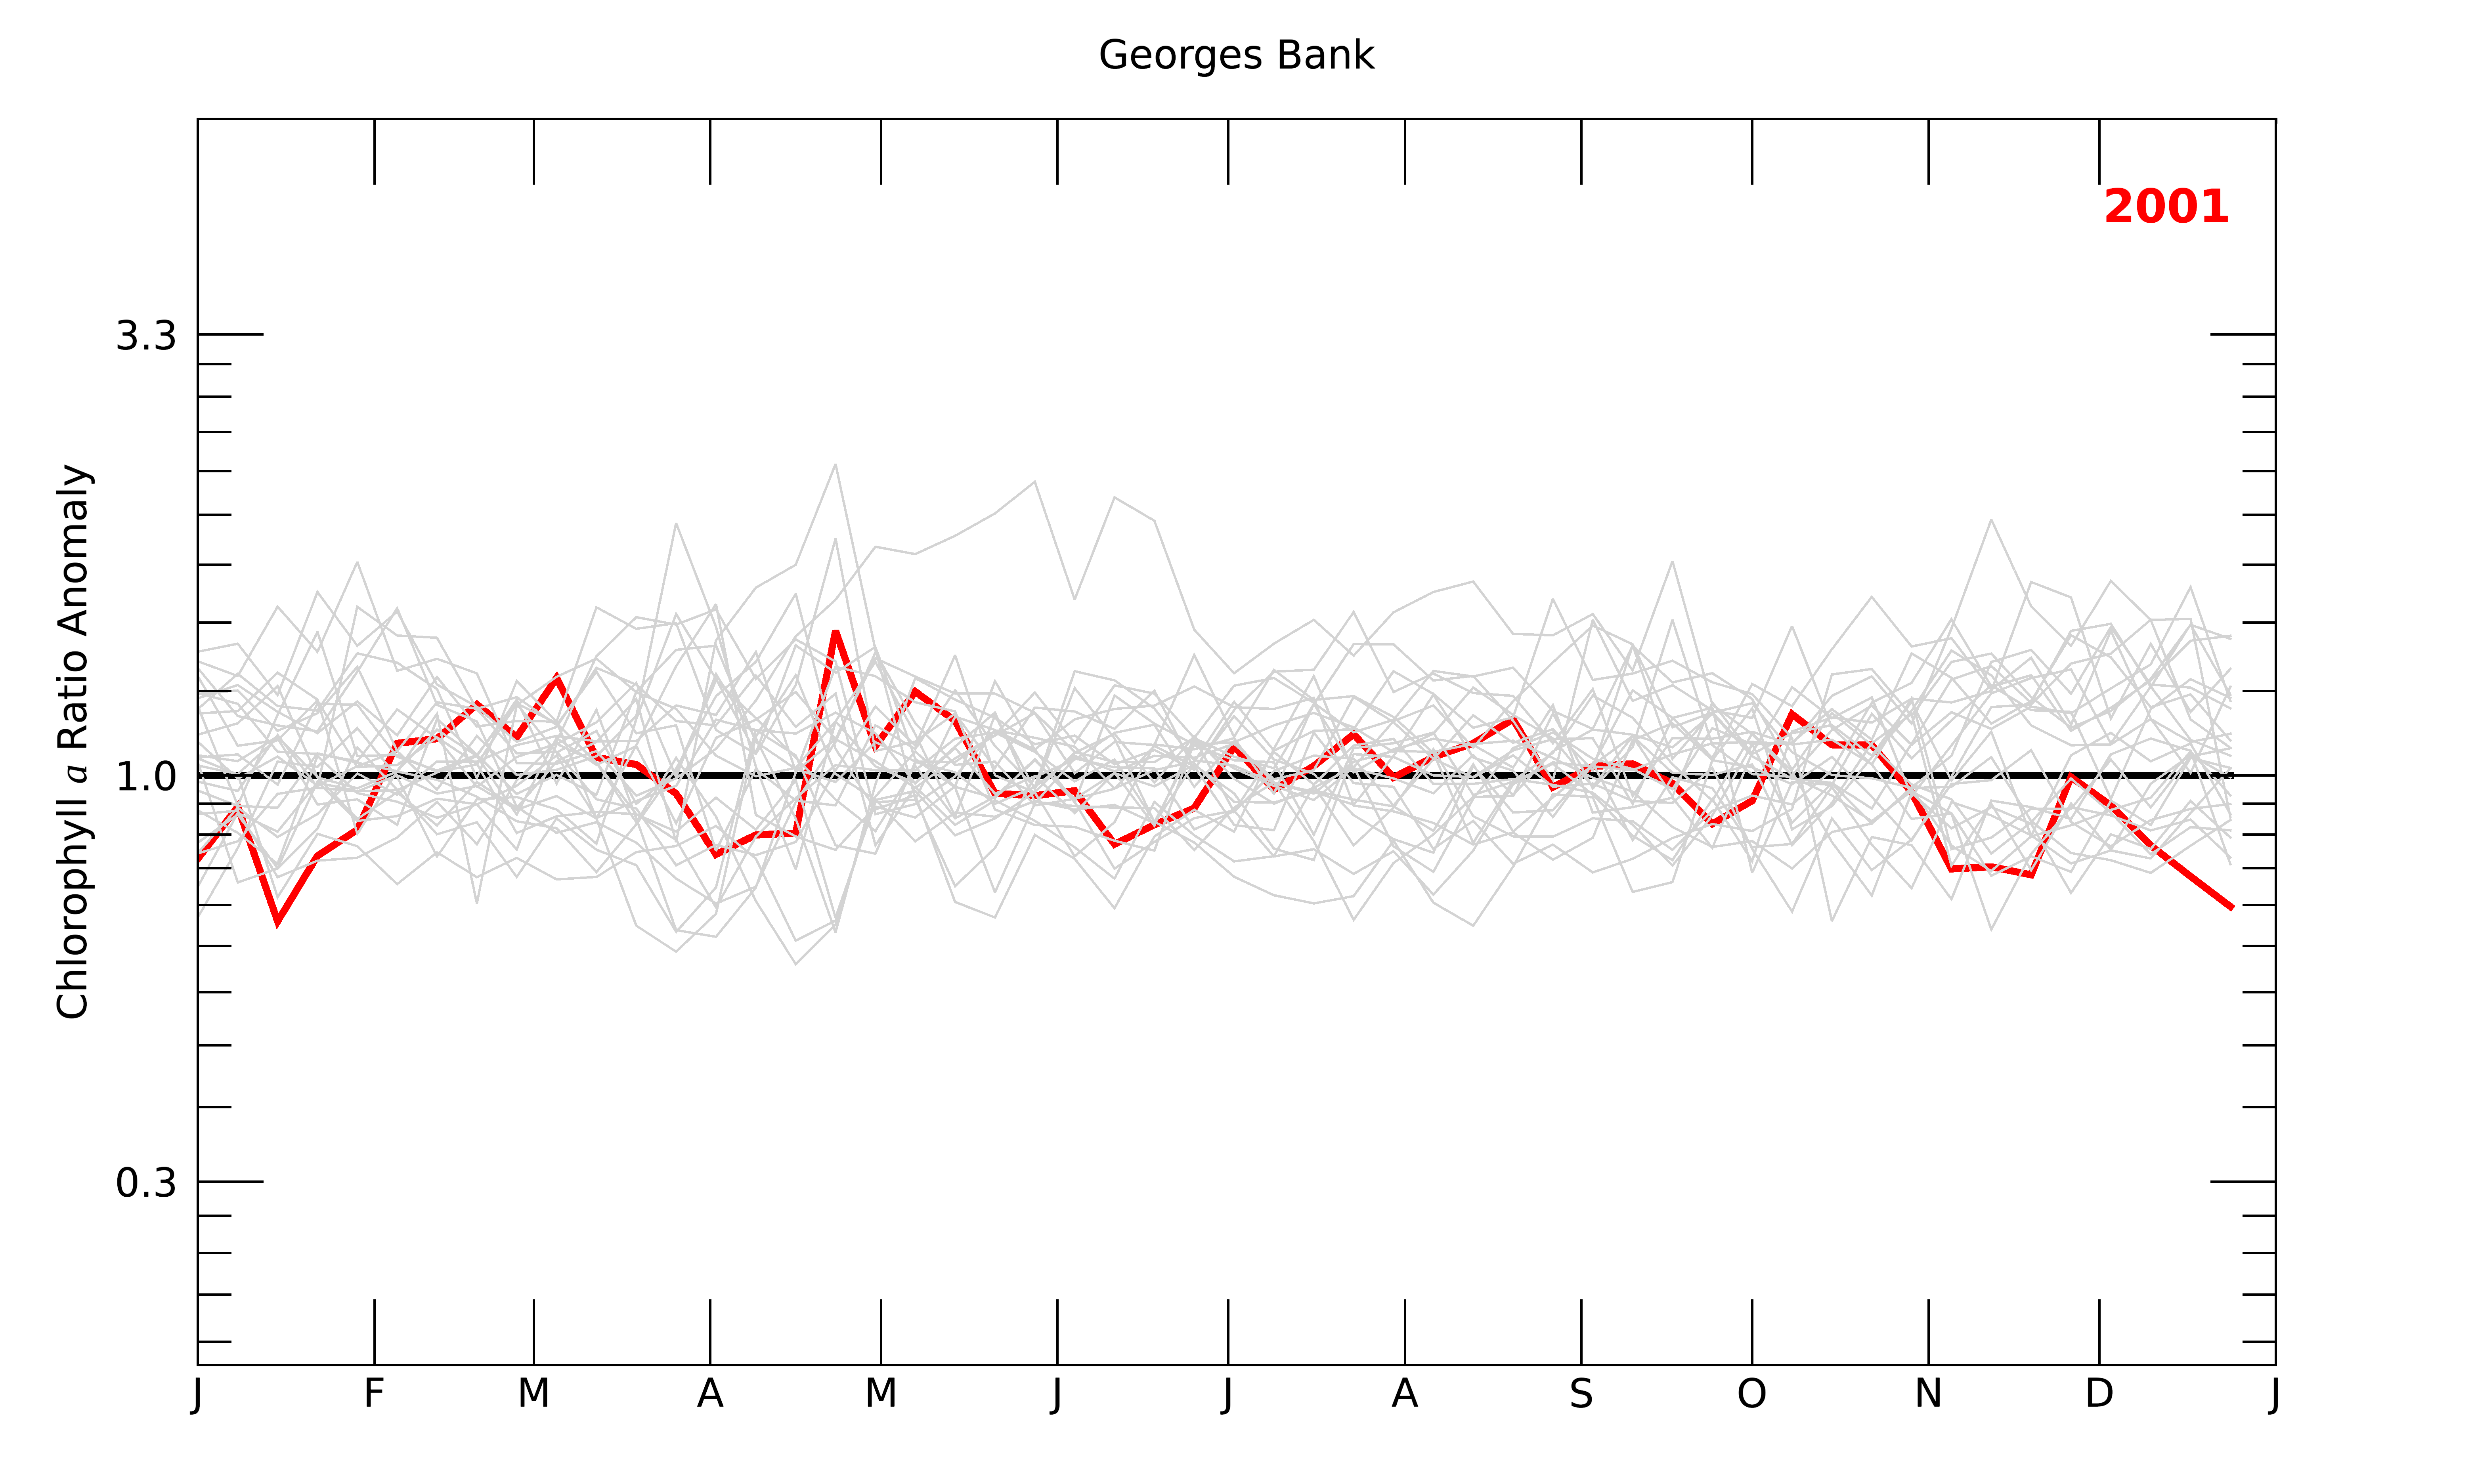 Georges Bank
2001
3.3
1.0
0.3
Chlorophyll a Ratio Anomaly
J F M A M J J A S O N D J